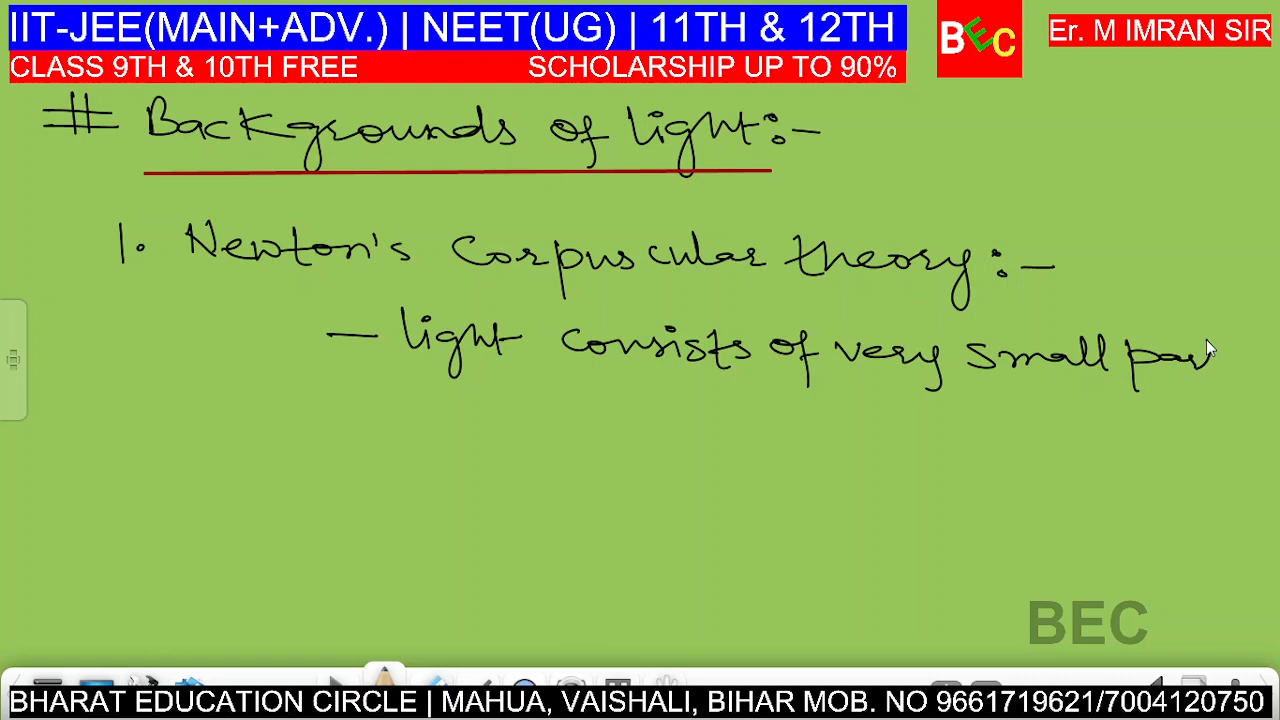 IIT-JEE(MAIN+ADV.) | NEET(UG) | 11TH & 12TH
CLASS 9TH & 10TH FREE SCHOLARSHIP UP TO 90%
BEC
Er. M IMRAN SIR
# Backgrounds of light:-
1. Newton's Corpuscular theory:-
- light consists of very small par
BEC
BHARAT EDUCATION CIRCLE | MAHUA, VAISHALI, BIHAR MOB. NO 9661719621/7004120750